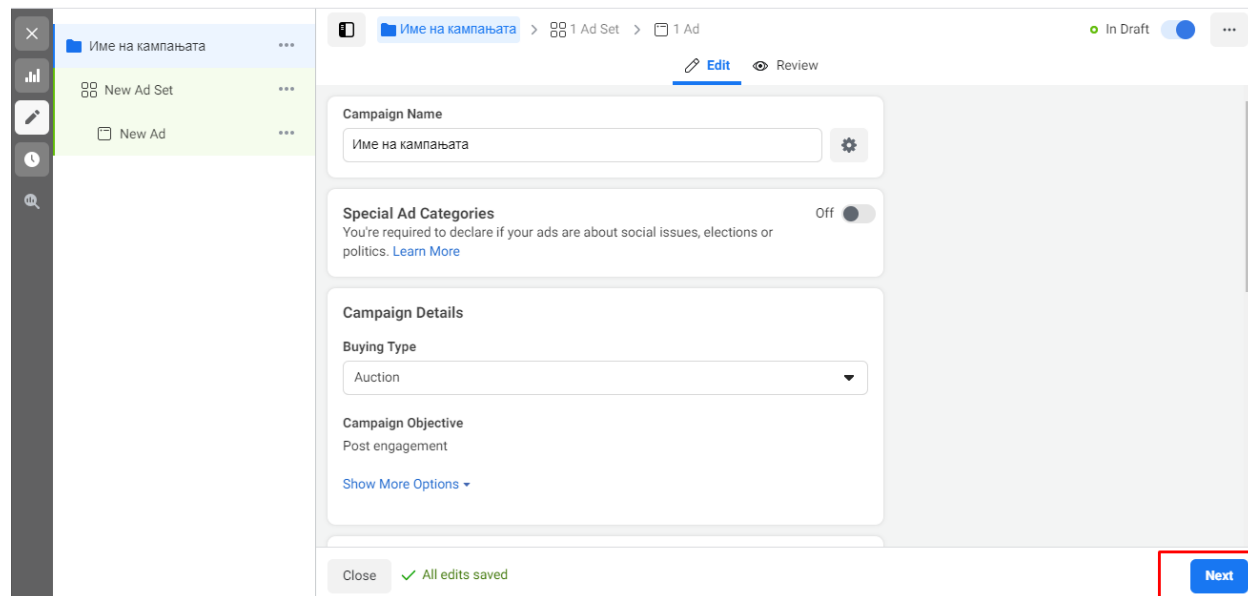 Име на кампањата
New Ad Set
New Ad
Име на кампањата > 1 Ad Set > 1 Ad
In Draft
Edit Review
Campaign Name
Име на кампањата
Special Ad Categories Off
You're required to declare if your ads are about social issues, elections or
politics. Learn More
Campaign Details
Buying Type
Auction
Campaign Objective
Post engagement
Show More Options
Close All edits saved Next